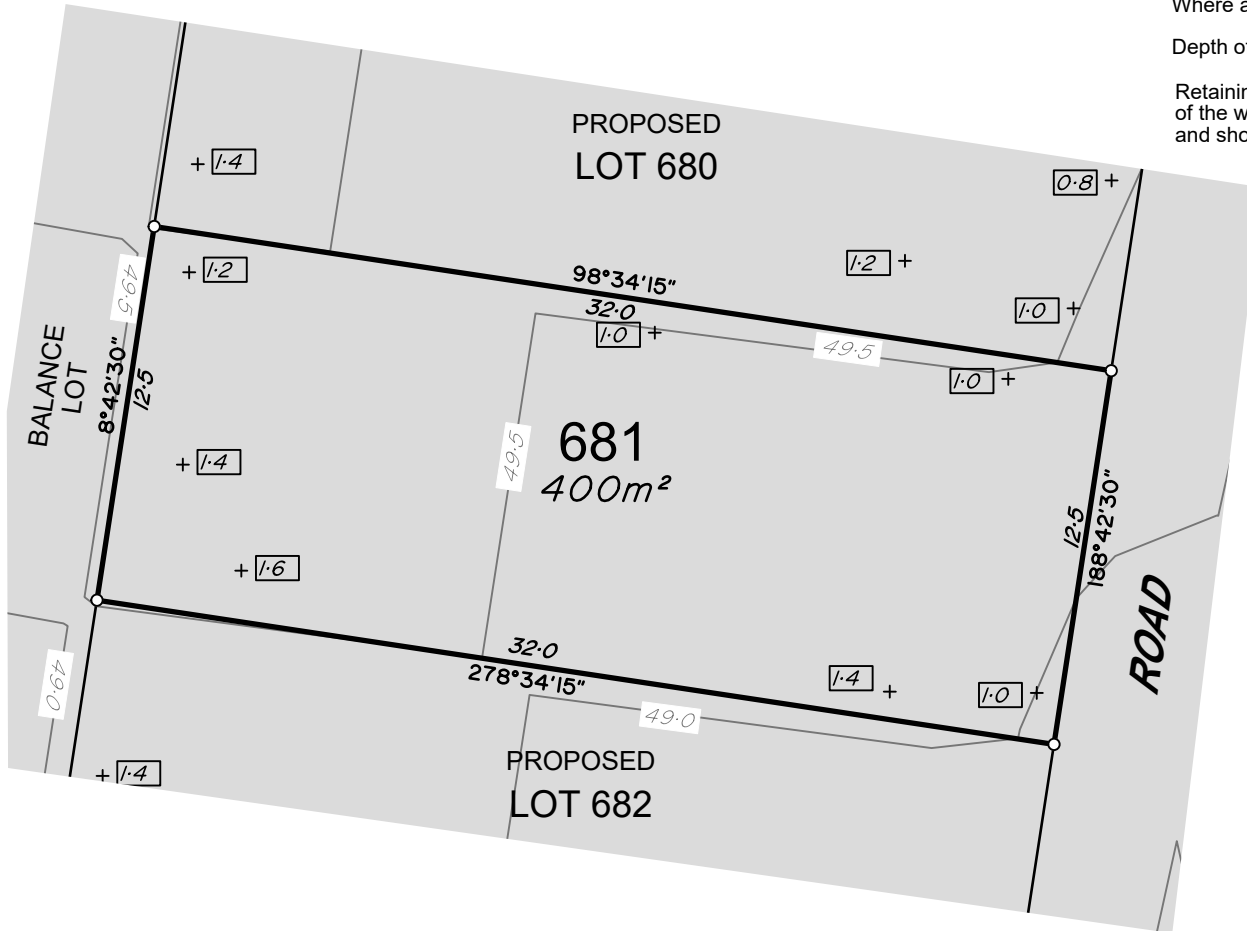 Where a
Depth of
Retainin
of the w
and sho
PROPOSED
LOT 680
1·4
0·8
1·2
1·2
1·0
98°34'15"
32·0
1·0
49·5
1·0
49·5
BALANCE
LOT
8°42'30"
12·5
49·5
681
400m²
1·4
1·6
12·5
188°42'30"
ROAD
32·0
278°34'15"
1·4
1·0
49·0
49·0
PROPOSED
LOT 682
1·4